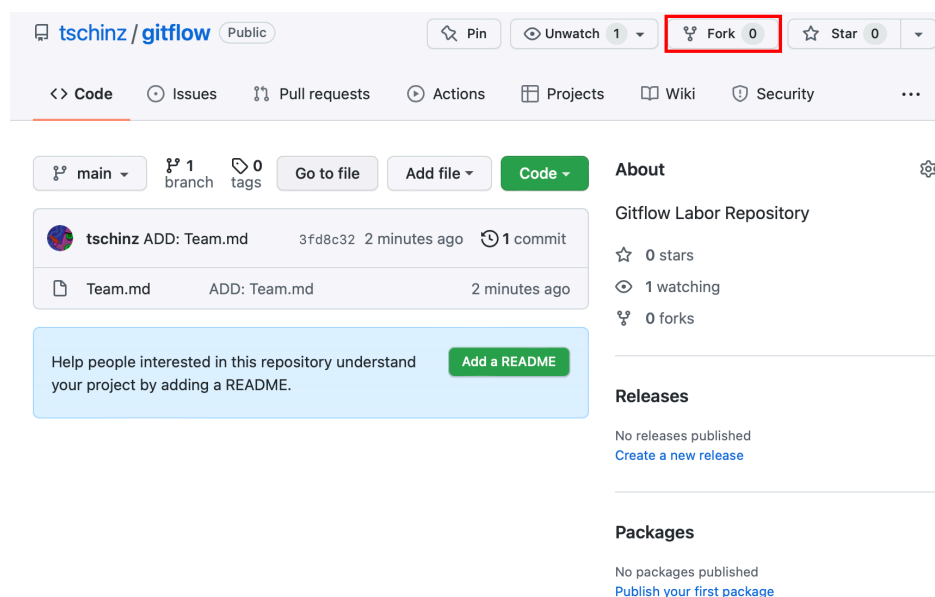 tschinz / gitflow Public Pin Unwatch 1 Fork 0 Star 0
Code Issues Pull requests Actions Projects Wiki Security ...
main 1 branch 0 tags Go to file Add file Code
tschinz ADD: Team.md 3fd8c32 2 minutes ago 1 commit
Team.md ADD: Team.md 2 minutes ago
Help people interested in this repository understand
your project by adding a README.
Add a README
About
Gitflow Labor Repository
0 stars
1 watching
0 forks
Releases
No releases published
Create a new release
Packages
No packages published
Publish your first package